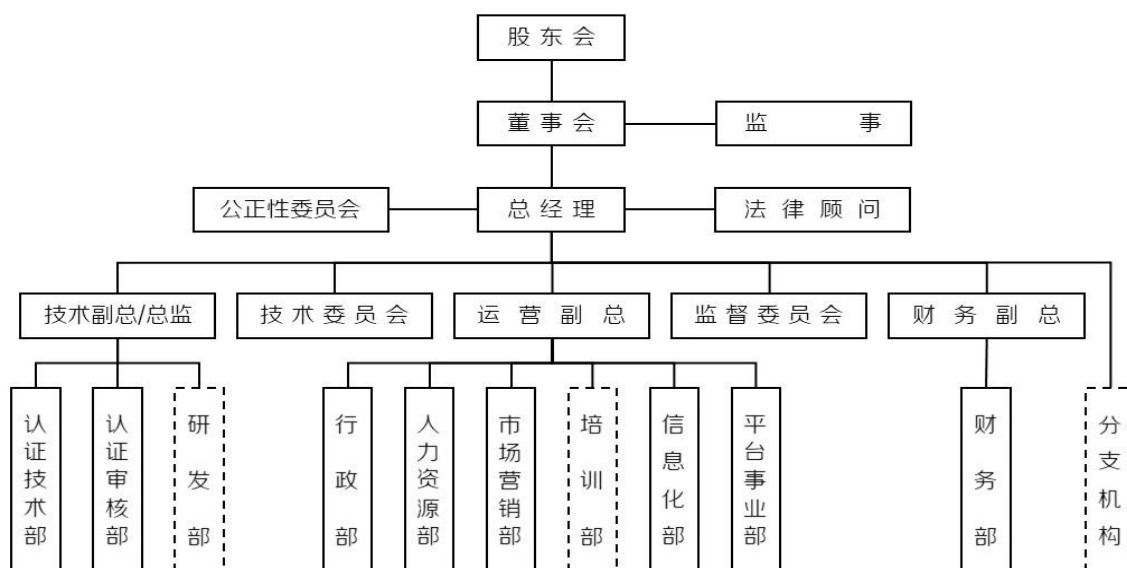 股东会
董事会
监事
公正性委员会
总经理
法律顾问
技术副总/总监
技术委员会
运营副总
监督委员会
财务副总
认证技术部
认证审核部
研发部
行政部
人力资源部
市场营销部
培训部
信息化部
平台事业部
财务部
分支机构